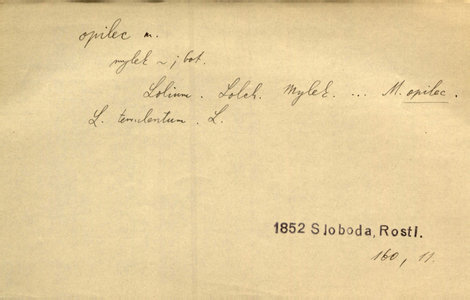 opilec m.
mylek ~ ; bot.
Lolium. Lolch. Mylek. ... M. opilec.
L. temulentum. L.
1852 Sloboda, Rostl.
160, 11.